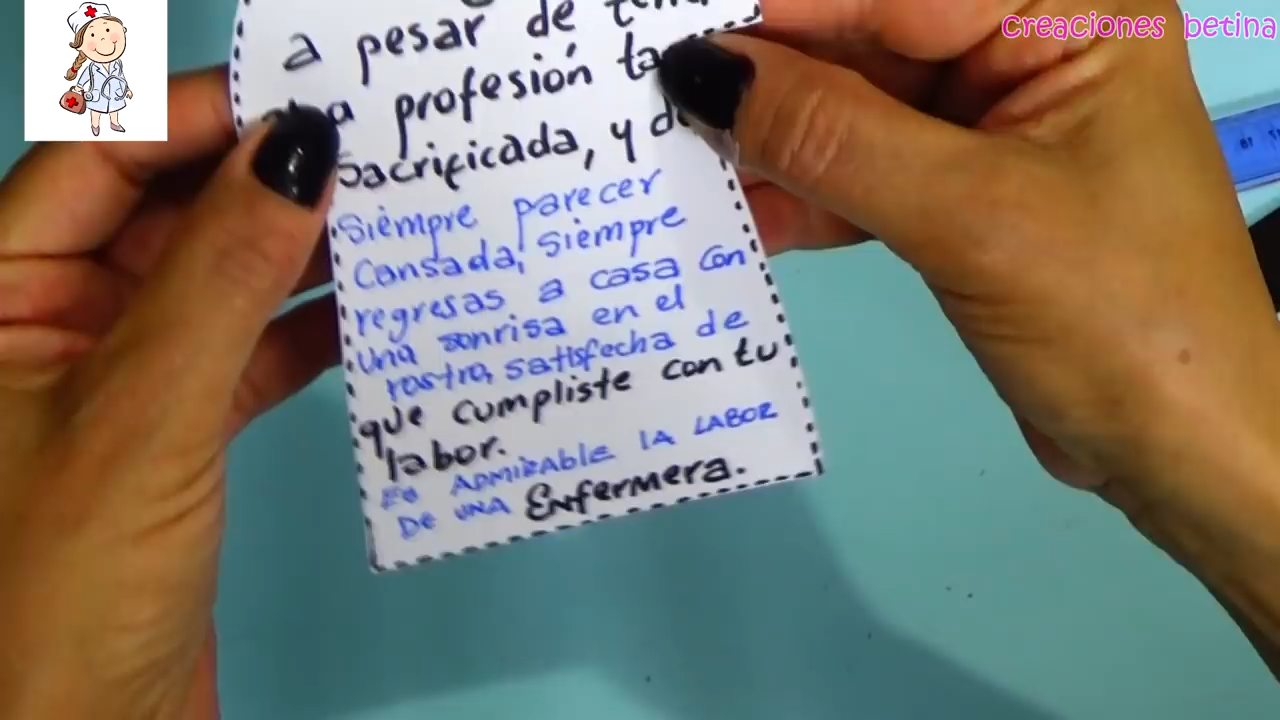 Creaciones betina
a pesar de
profesión
Sacrificada, y
Siempre parecer
Cansada, siempre
regresas a casa con
una sonrisa en el
rostro, satisfecha de
que cumpliste con tu
labor.
Es ADMIRABLE LA LABOR
DE UNA Enfermera.